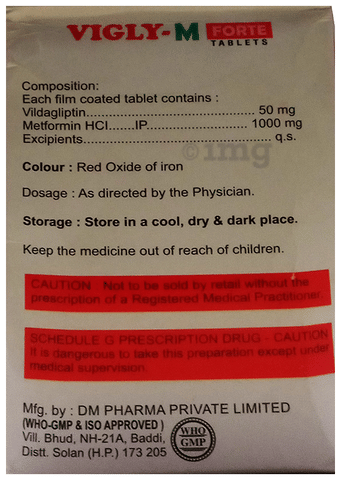 VIGLY-M FORTE
TABLETS
Composition:
Each film coated tablet contains :
Vildagliptin............................................ 50 mg
Metformin HCl.......IP.......................... 1000 mg
Excipients................................................ q.s.
©1mg
Colour : Red Oxide of iron
Dosage : As directed by the Physician.
Storage : Store in a cool, dry & dark place.
Keep the medicine out of reach of children.
CAUTION Not to be sold by retail without the
prescription of a Registered Medical Practitioner.
SCHEDULE G PRESCRIPTION DRUG - CAUTION
It is dangerous to take this preparation except under
medical supervision.
Mfg. by : DM PHARMA PRIVATE LIMITED
(WHO-GMP & ISO APPROVED )
Vill. Bhud, NH-21A, Baddi,
Distt. Solan (H.P.) 173 205
WHO
GMP